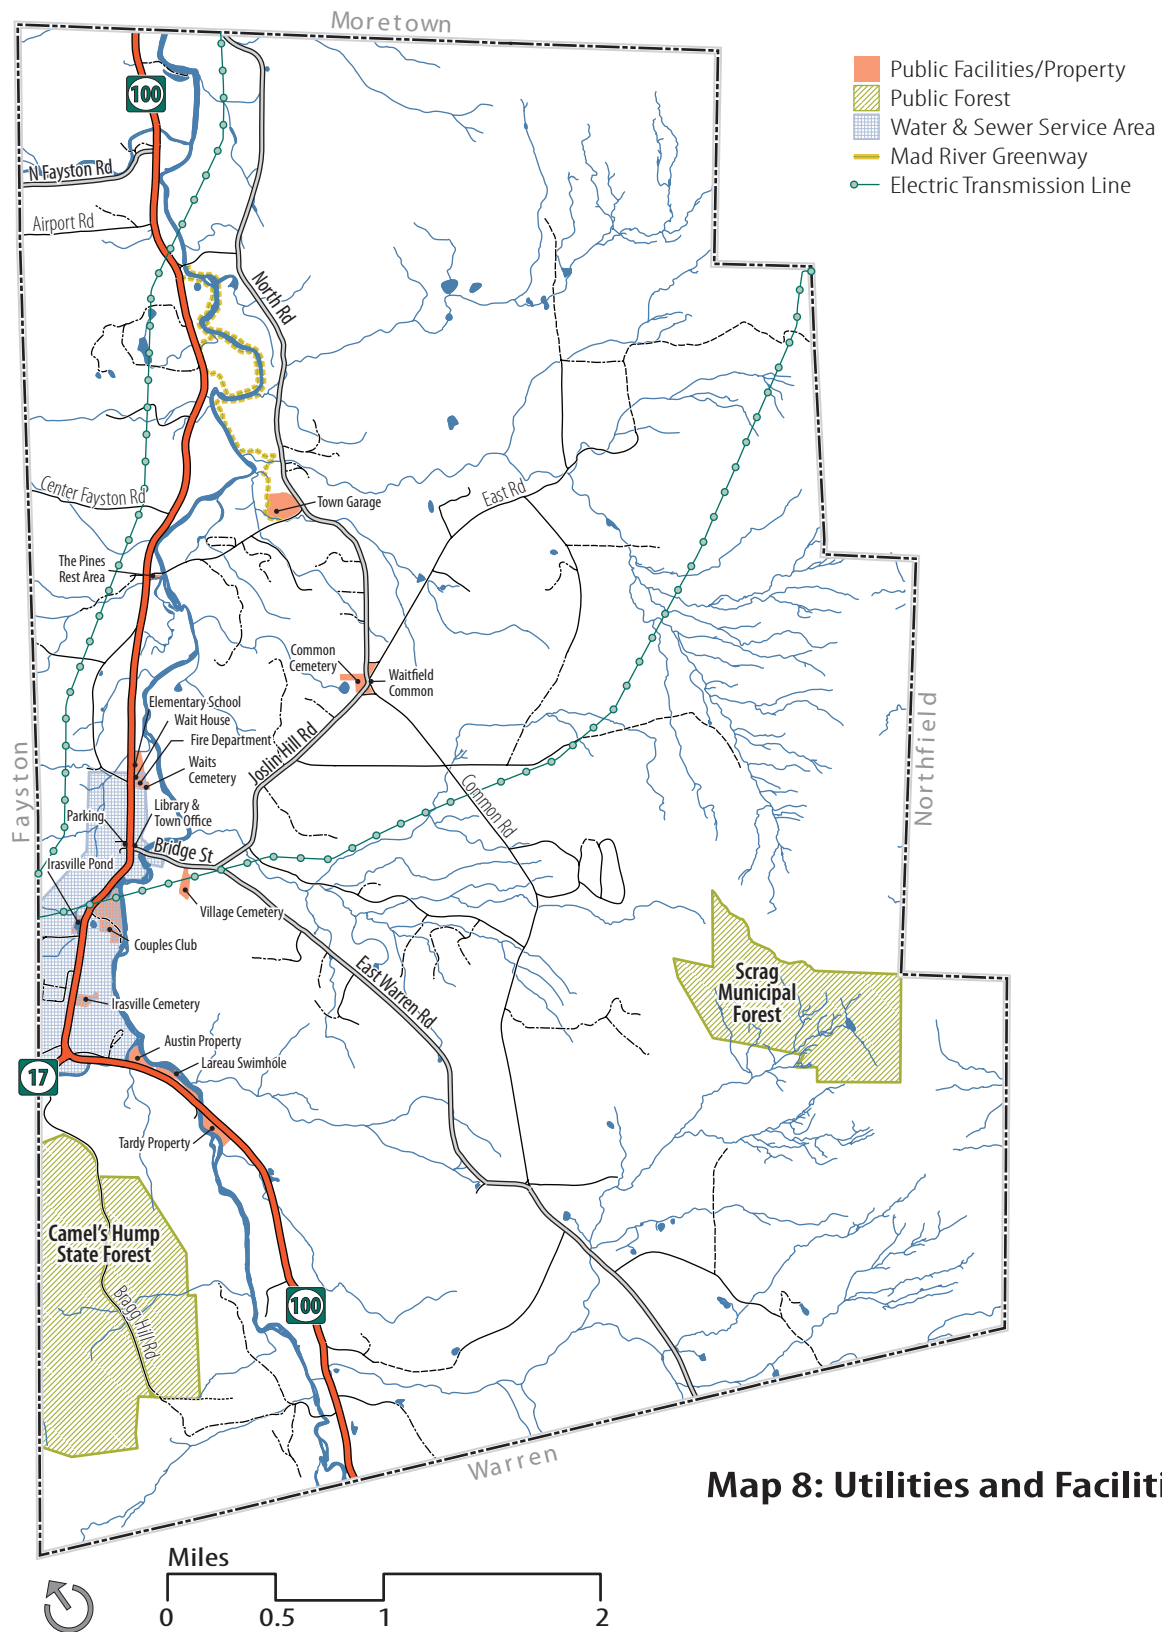 Moretown
Public Facilities/Property
Public Forest
Water & Sewer Service Area
Mad River Greenway
Electric Transmission Line
100
N Fayston Rd
Airport Rd
North Rd
Center Fayston Rd
East Rd
Town Garage
The Pines
Rest Area
Common
Cemetery
Waitfield
Common
Elementary School
Wait House
Fire Department
Waits
Cemetery
Joslin Hill Rd
Library &
Town Office
Parking
Common Rd
Bridge St
Irasville Pond
Fayston
Northfield
Village Cemetery
Couples Club
East Warren Rd
Scrag
Municipal
Forest
Irasville Cemetery
Austin Property
Lareau Swimhole
17
Tardy Property
Camel's Hump
State Forest
Bragg Hill Rd
100
Warren
Map 8: Utilities and Faciliti
Miles
0 0.5 1 2